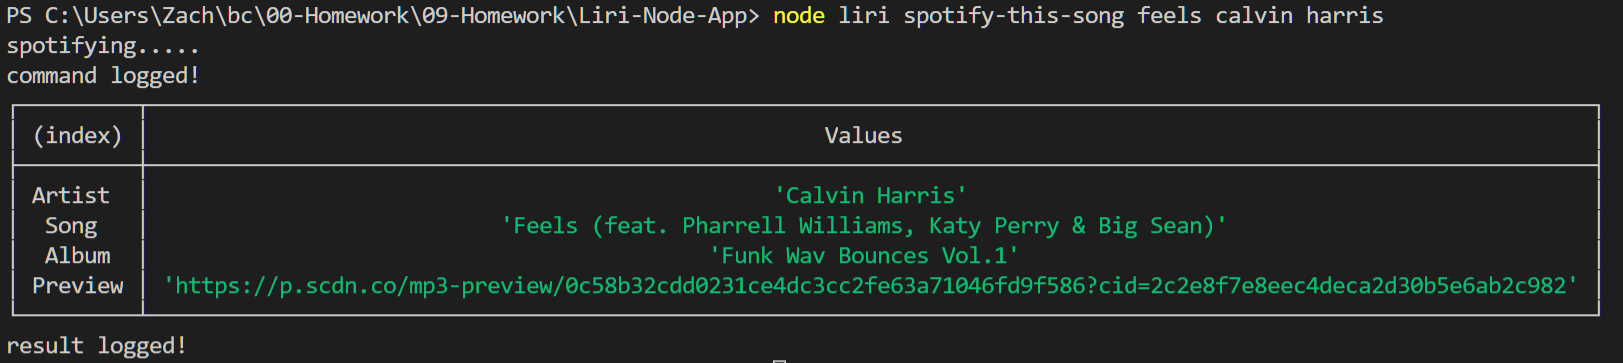 PS C:\Users\Zach\bc\00-Homework\09-Homework\Liri-Node-App> node liri spotify-this-song feels calvin harris
spotifying.....
command logged!
(index) Values
Artist 'Calvin Harris'
Song 'Feels (feat. Pharrell Williams, Katy Perry & Big Sean)'
Album 'Funk Wav Bounces Vol.1'
Preview 'https://p.scdn.co/mp3-preview/0c58b32cdd0231ce4dc3cc2fe63a71046fd9f586?cid=2c2e8f7e8eec4deca2d30b5e6ab2c982'
result logged!